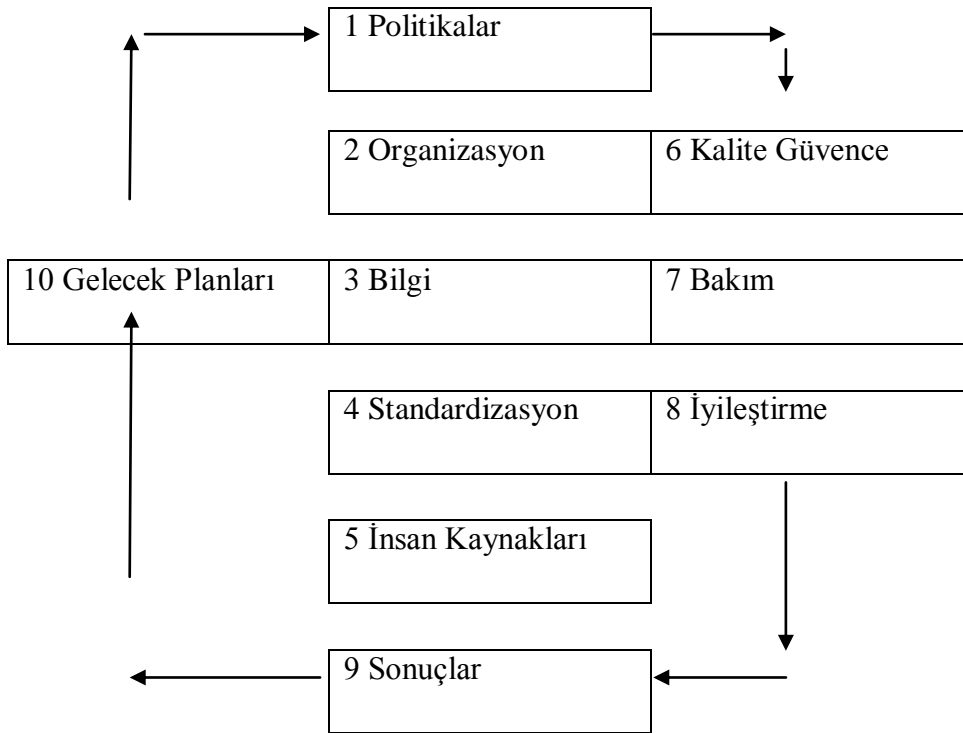 1 Politikalar
2 Organizasyon
6 Kalite Güvence
10 Gelecek Planları
3 Bilgi
7 Bakım
4 Standardizasyon
8 İyileştirme
5 İnsan Kaynakları
9 Sonuçlar